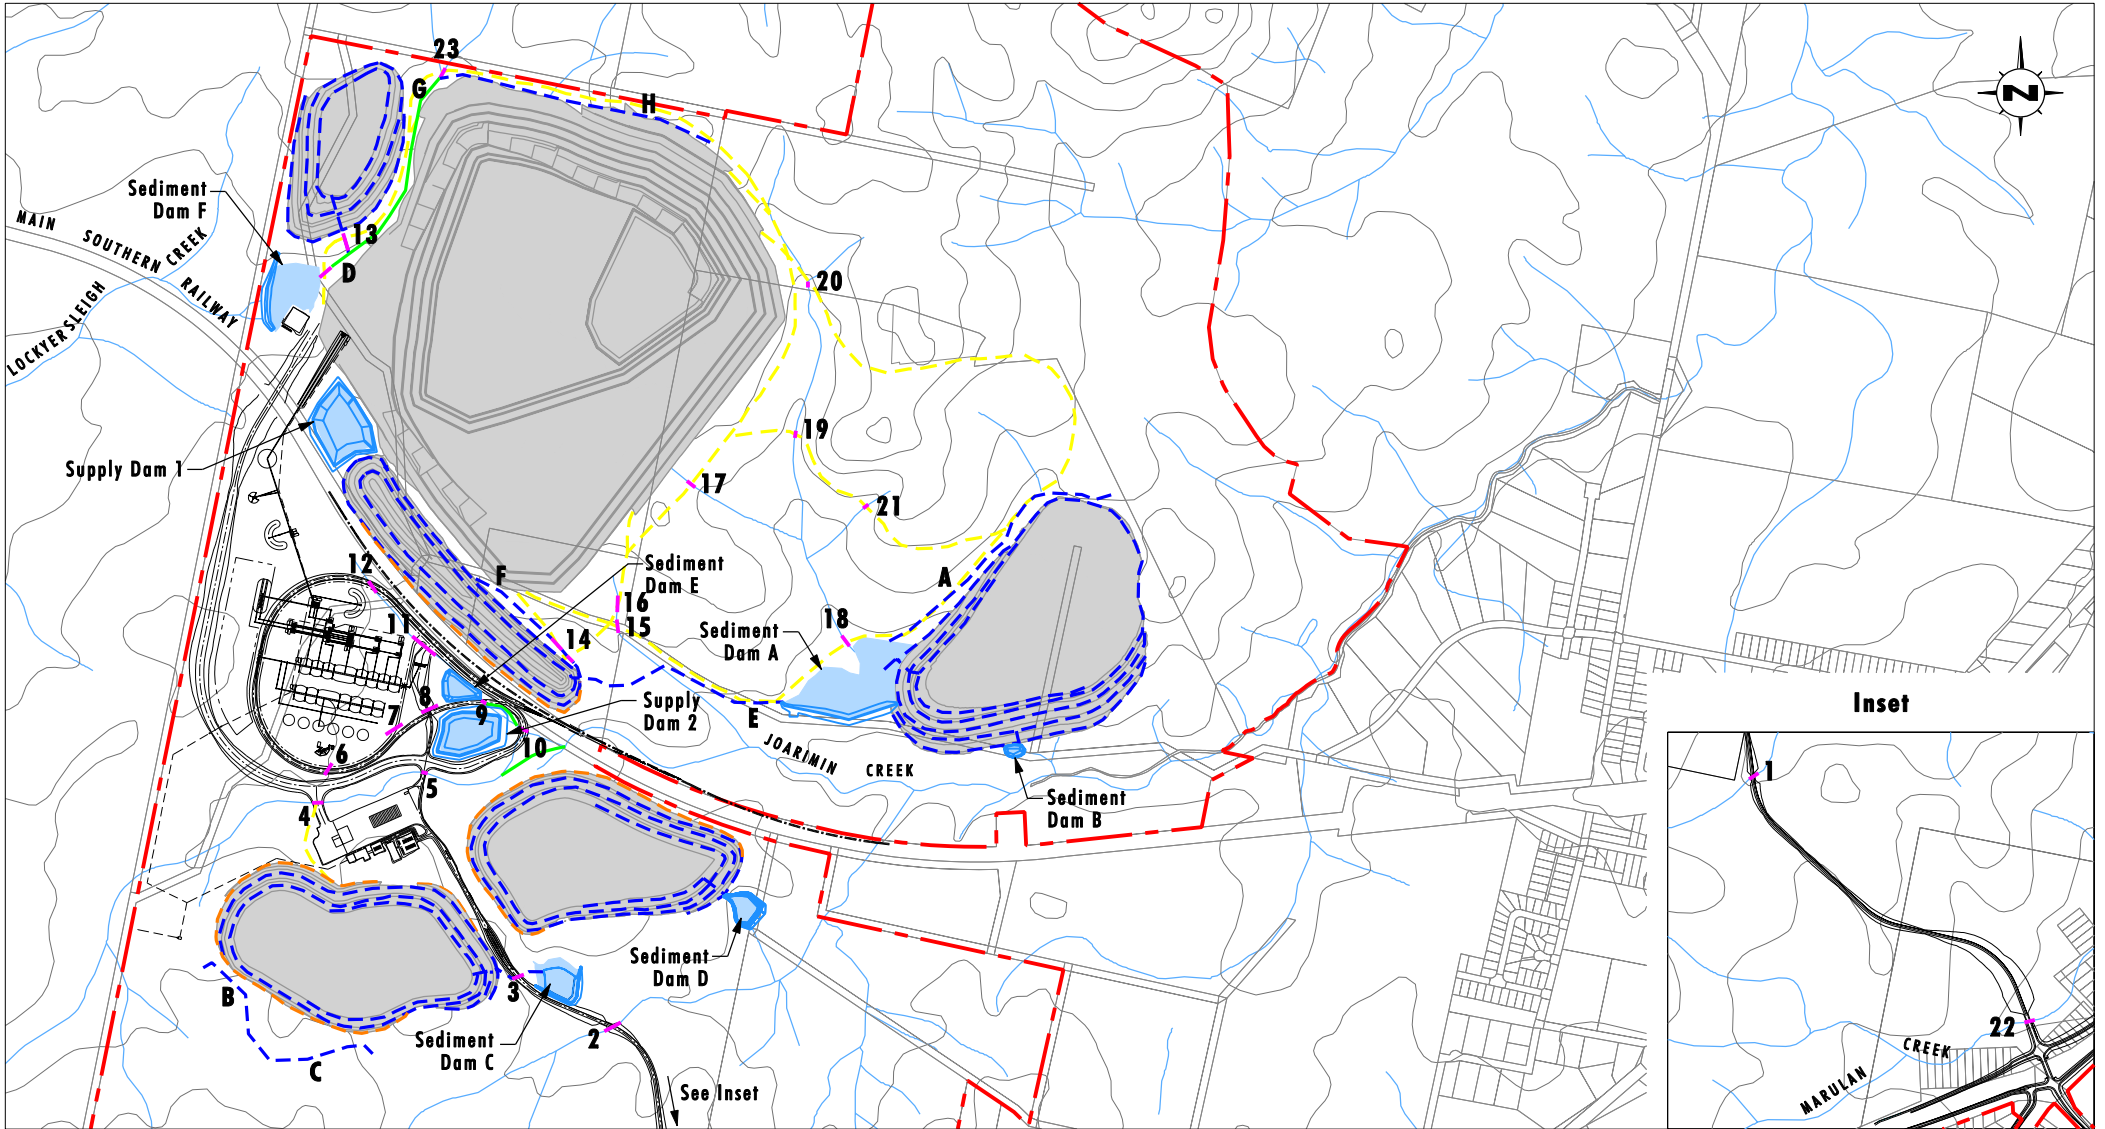 23
G
H
N
Sediment
Dam F
MAIN SOUTHERN RAILWAY
LOCKYERSLEIGH CREEK
13
D
20
Supply Dam 1
19
17
21
12
F
Sediment
Dam E
A
16
15
11
14
Sediment
Dam A
18
8
7
9
Supply
Dam 2
E
10
JOARIMIN CREEK
6
5
4
Sediment
Dam B
Inset
1
22
MARULAN CREEK
Sediment
Dam D
B
3
2
Sediment
Dam C
C
See Inset